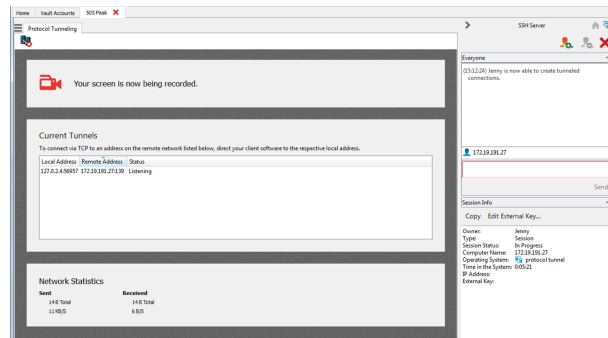 Home Vault Accounts SOS Peak
Protocol Tunneling
Your screen is now being recorded.
Current Tunnels
To connect via TCP to an address on the remote network listed below, direct your client software to the respective local address.
Local Address Remote Address Status
127.0.2.4:56957 172.19.191.27:139 Listening
Network Statistics
Sent Received
14 B Total 14 B Total
11 KB/S 6 B/S
SSH Server
Everyone
(15:12:24) Jenny is now able to create tunneled
connections.
172.19.191.27
Send
Session Info
Copy Edit External Key...
Owner: Jenny
Type: Session
Session Status: In Progress
Computer Name: 172.19.191.27
Operating System: protocol tunnel
Time in the System: 0:05:21
IP Address:
External Key: